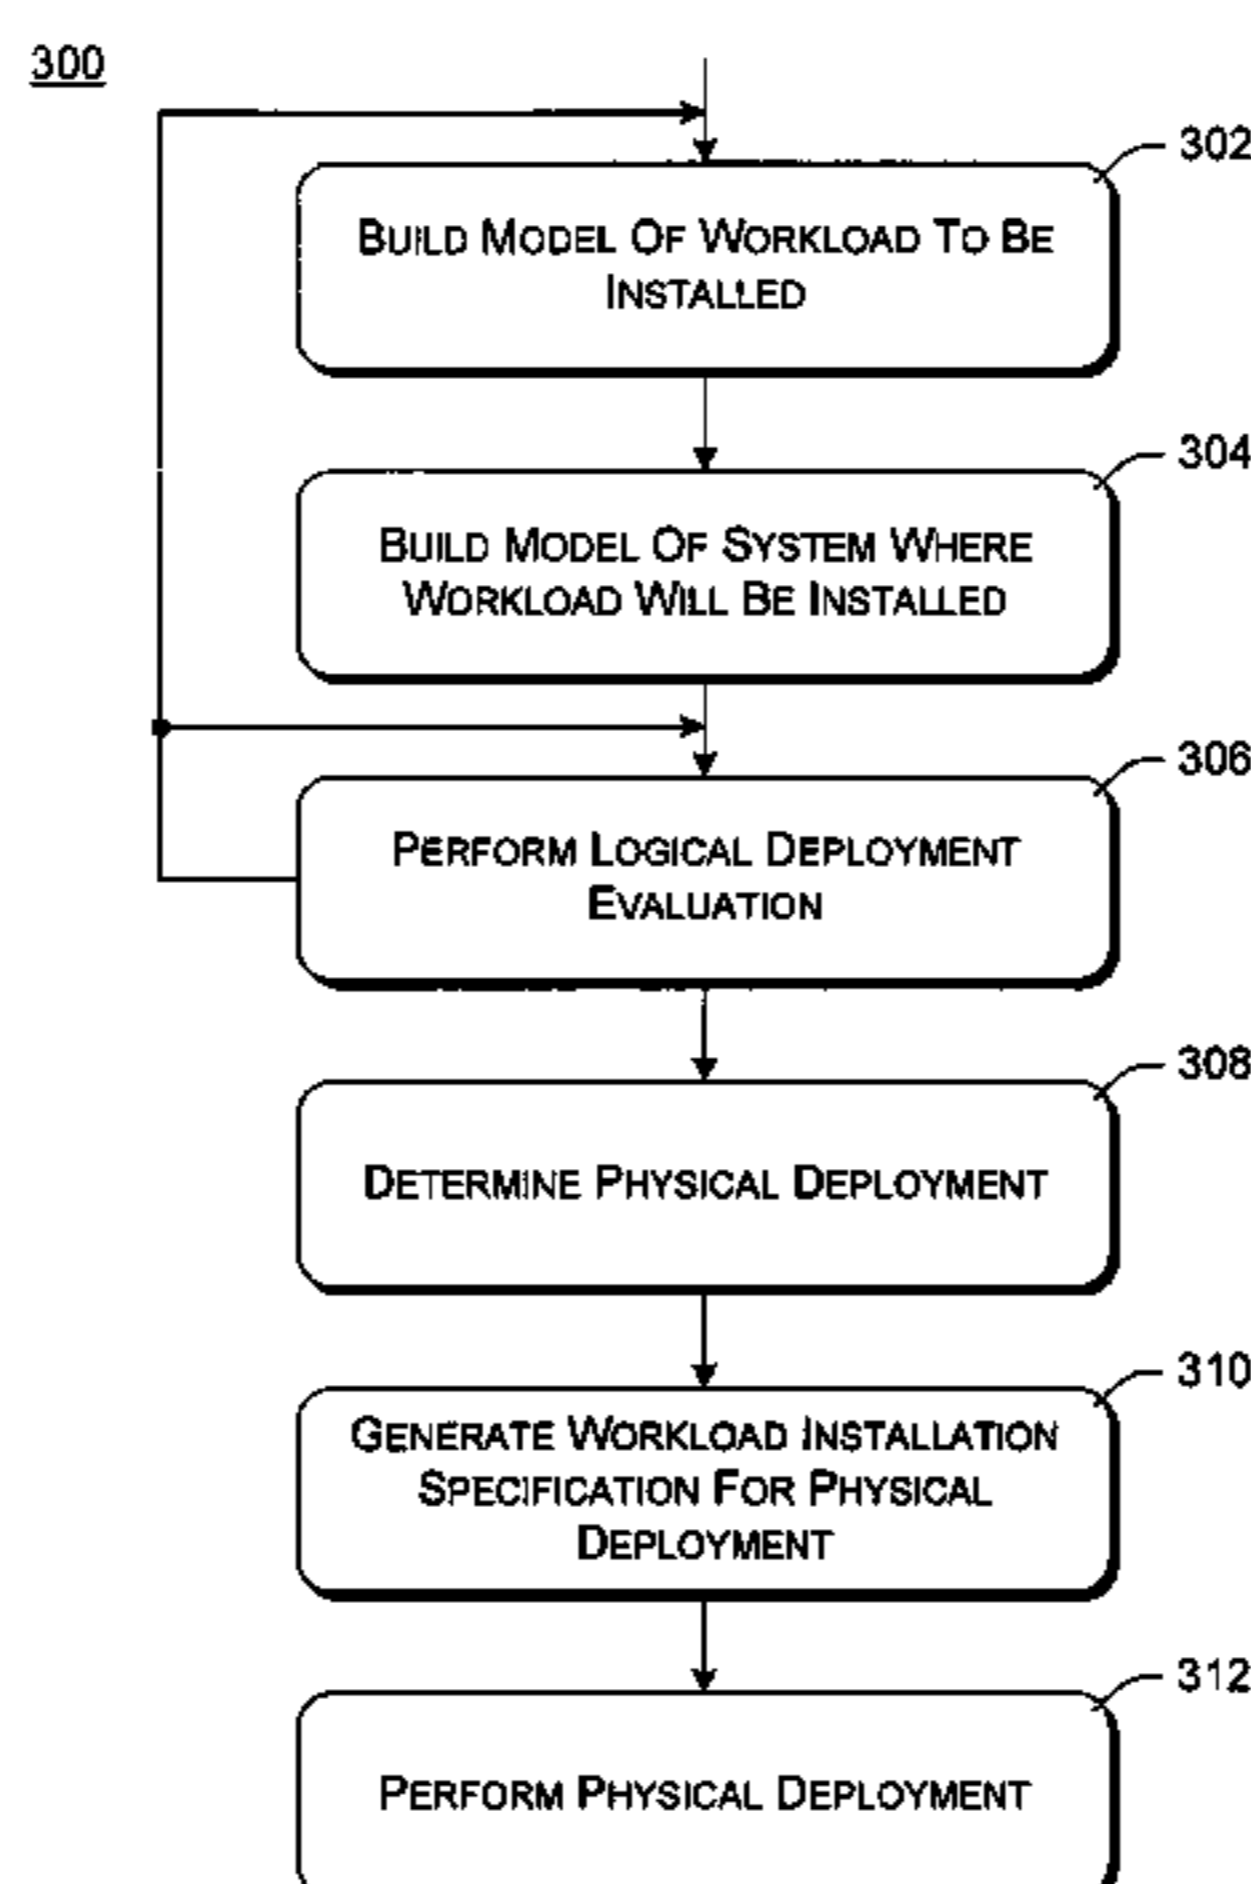 300
302
BUILD MODEL OF WORKLOAD TO BE
INSTALLED
304
BUILD MODEL OF SYSTEM WHERE
WORKLOAD WILL BE INSTALLED
306
PERFORM LOGICAL DEPLOYMENT
EVALUATION
308
DETERMINE PHYSICAL DEPLOYMENT
310
GENERATE WORKLOAD INSTALLATION
SPECIFICATION FOR PHYSICAL
DEPLOYMENT
312
PERFORM PHYSICAL DEPLOYMENT